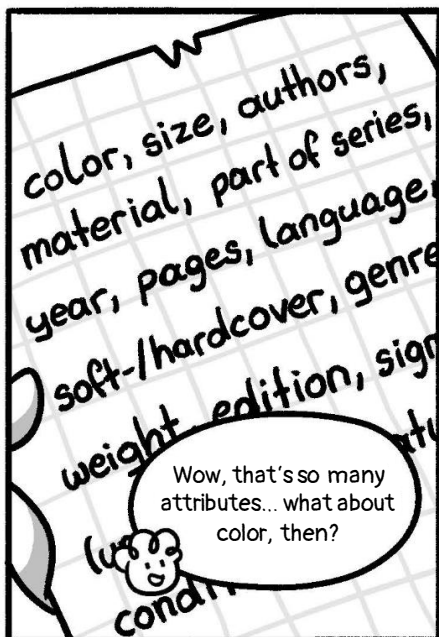 color, size, authors,
material, part of series,
year, pages, language,
soft-/hardcover, genre
weight, edition,
Wow, that's so many
attributes... what about
color, then?